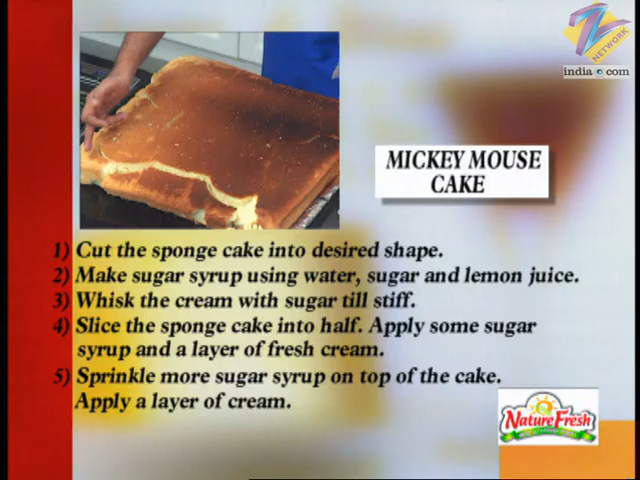 Z NETWORK
india.com
MICKEY MOUSE
CAKE
1) Cut the sponge cake into desired shape.
2) Make sugar syrup using water, sugar and lemon juice.
3) Whisk the cream with sugar till stiff.
4) Slice the sponge cake into half. Apply some sugar
syrup and a layer of fresh cream.
5) Sprinkle more sugar syrup on top of the cake.
Apply a layer of cream.
Nature Fresh